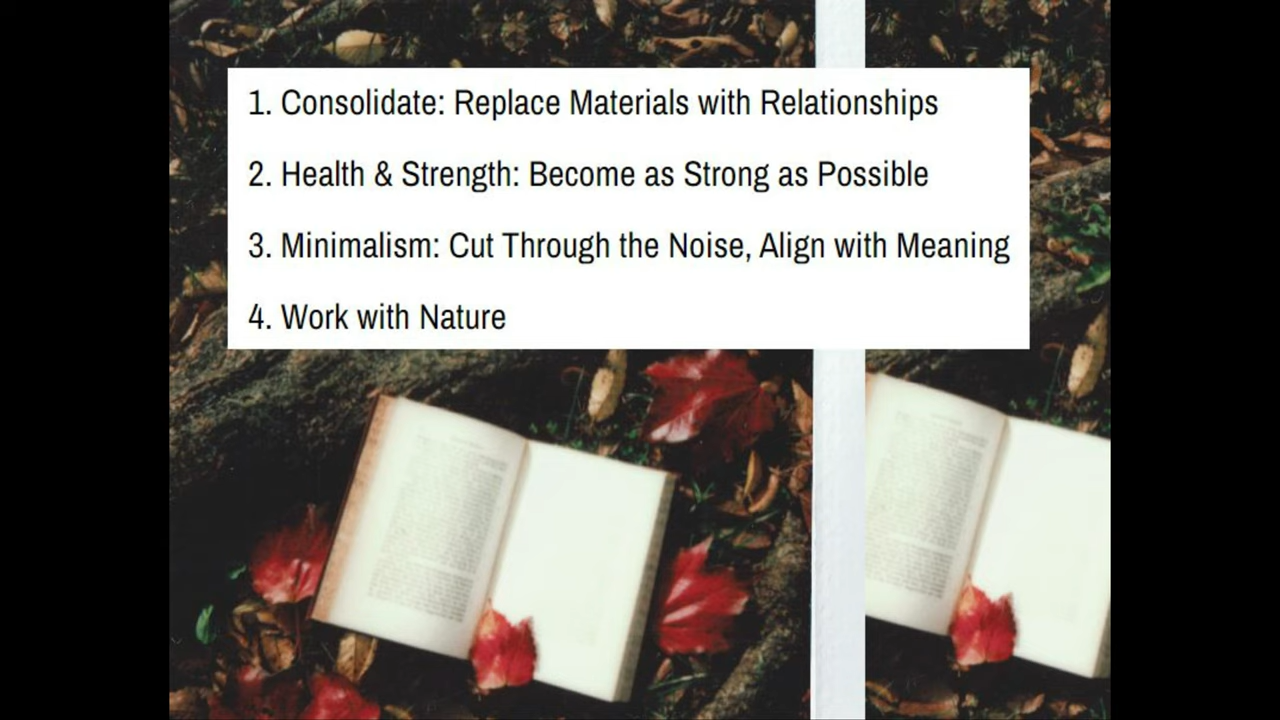 1. Consolidate: Replace Materials with Relationships
2. Health & Strength: Become as Strong as Possible
3. Minimalism: Cut Through the Noise, Align with Meaning
4. Work with Nature